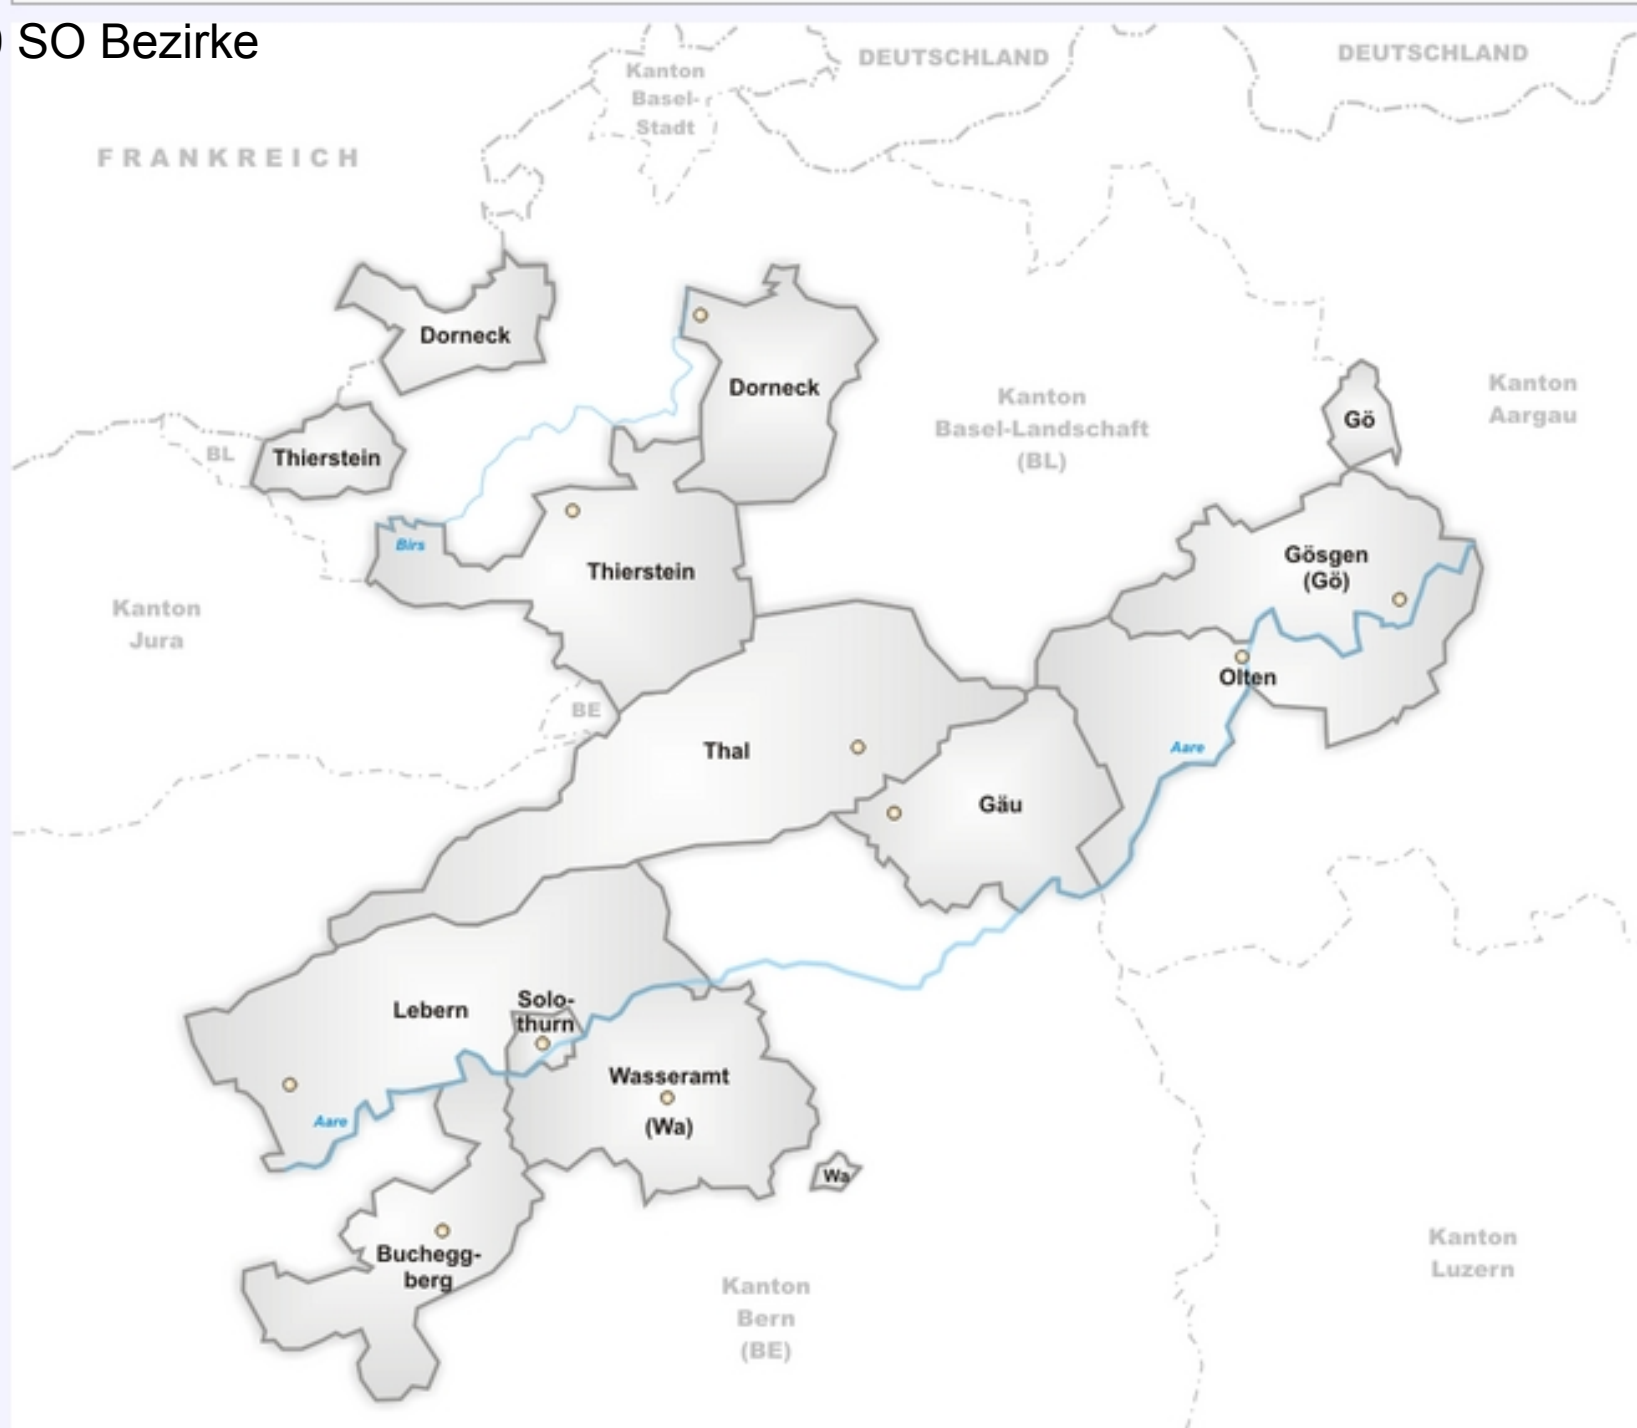 SO Bezirke
DEUTSCHLAND
DEUTSCHLAND
Kanton
Basel-
Stadt
FRANKREICH
Dorneck
Dorneck
Kanton
Basel-Landschaft
(BL)
Kanton
Aargau
Gö
BL
Thierstein
Birs
Thierstein
Gösgen
(Gö)
Kanton
Jura
Olten
BE
Thal
Aare
Gäu
Lebern
Solo-
thurn
Wasseramt
(Wa)
Aare
Wa
Buchegg-
berg
Kanton
Bern
(BE)
Kanton
Luzern